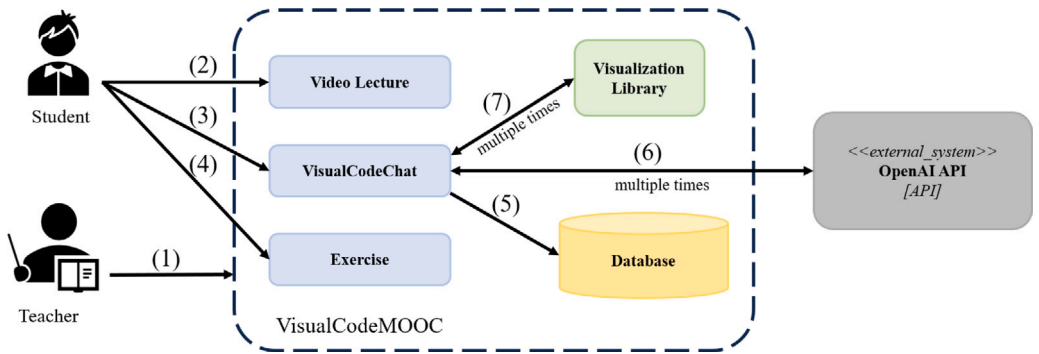 Student
Teacher
(1)
(2)
(3)
(4)
Video Lecture
VisualCodeChat
Exercise
VisualCodeMOOC
(7)
multiple times
Visualization
Library
(6)
multiple times
(5)
Database
<<external_system>>
OpenAI API
[API]